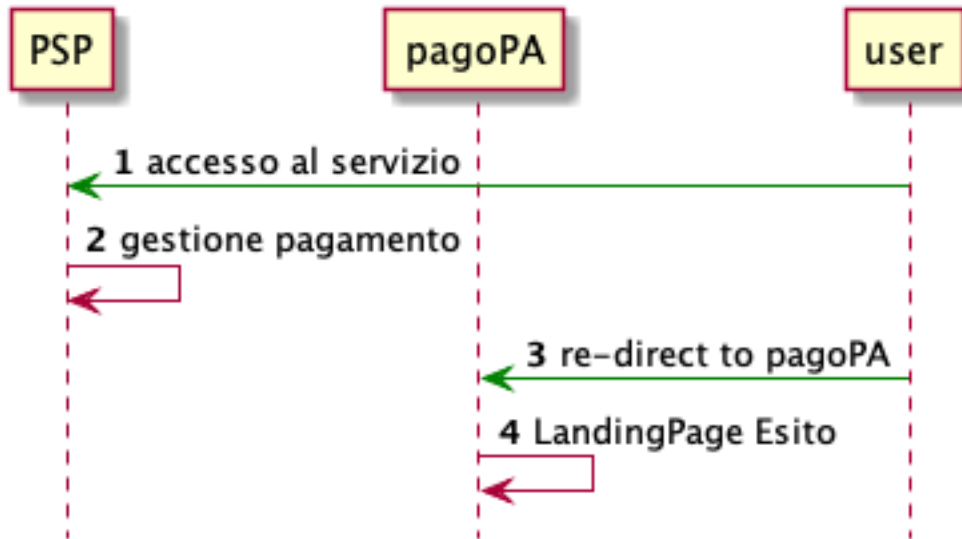 PSP
pagoPA
user
1 accesso al servizio
2 gestione pagamento
3 re-direct to pagoPA
4 LandingPage Esito